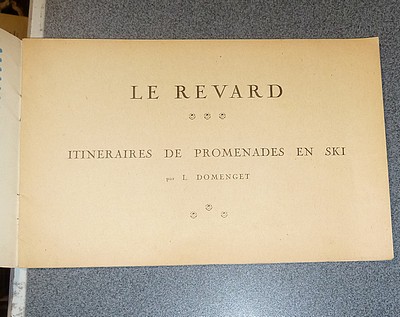 LE REVARD
ITINERAIRES DE PROMENADES EN SKI
par L. DOMENGET